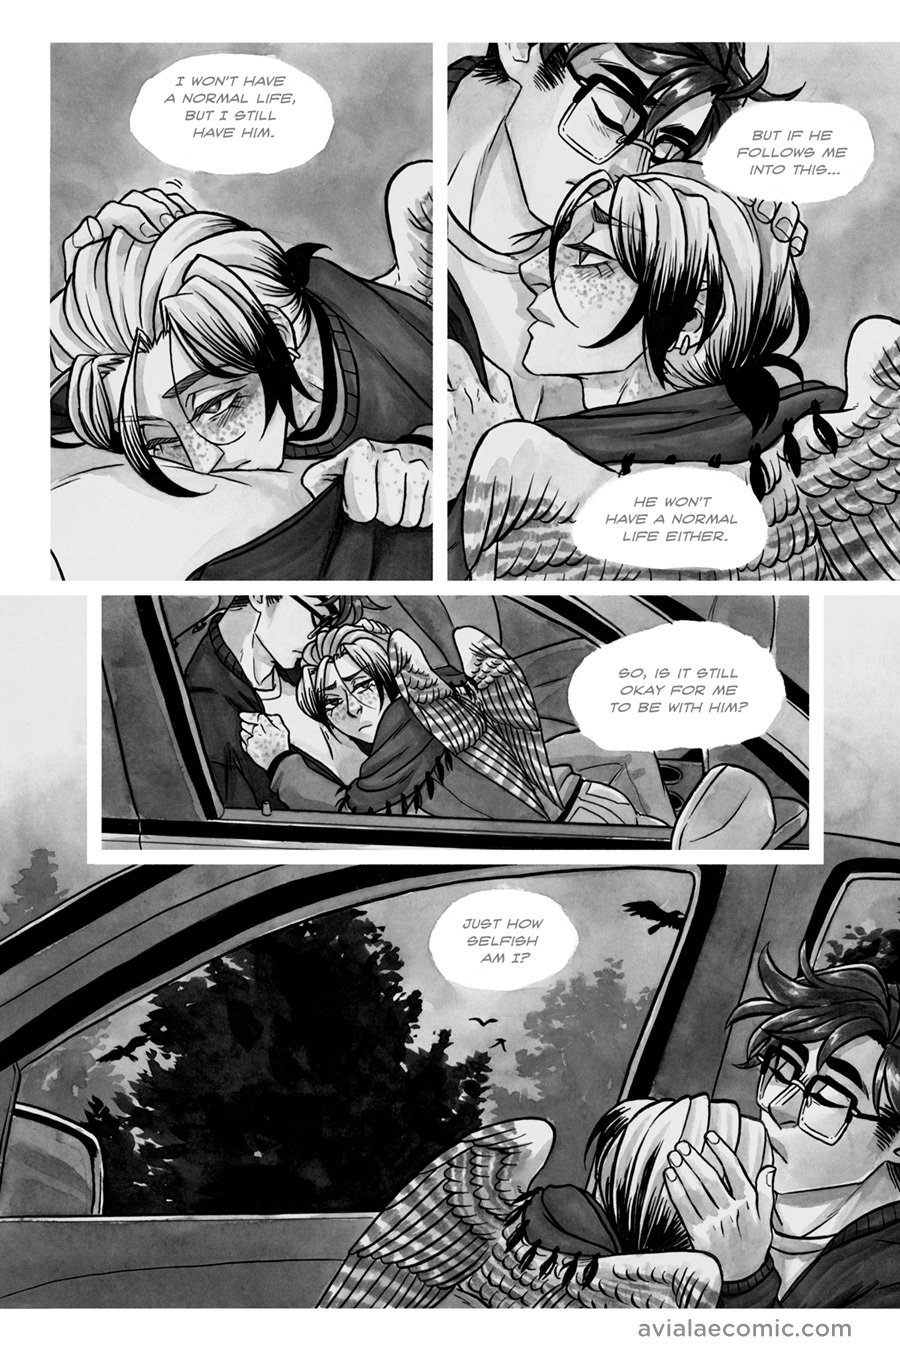 I WON'T HAVE
A NORMAL LIFE,
BUT I STILL
HAVE HIM.
BUT IF HE
FOLLOWS ME
INTO THIS...
HE WON'T
HAVE A NORMAL
LIFE EITHER.
SO, IS IT STILL
OKAY FOR ME
TO BE WITH HIM?
JUST HOW
SELFISH
AM I?
avialaecomic.com